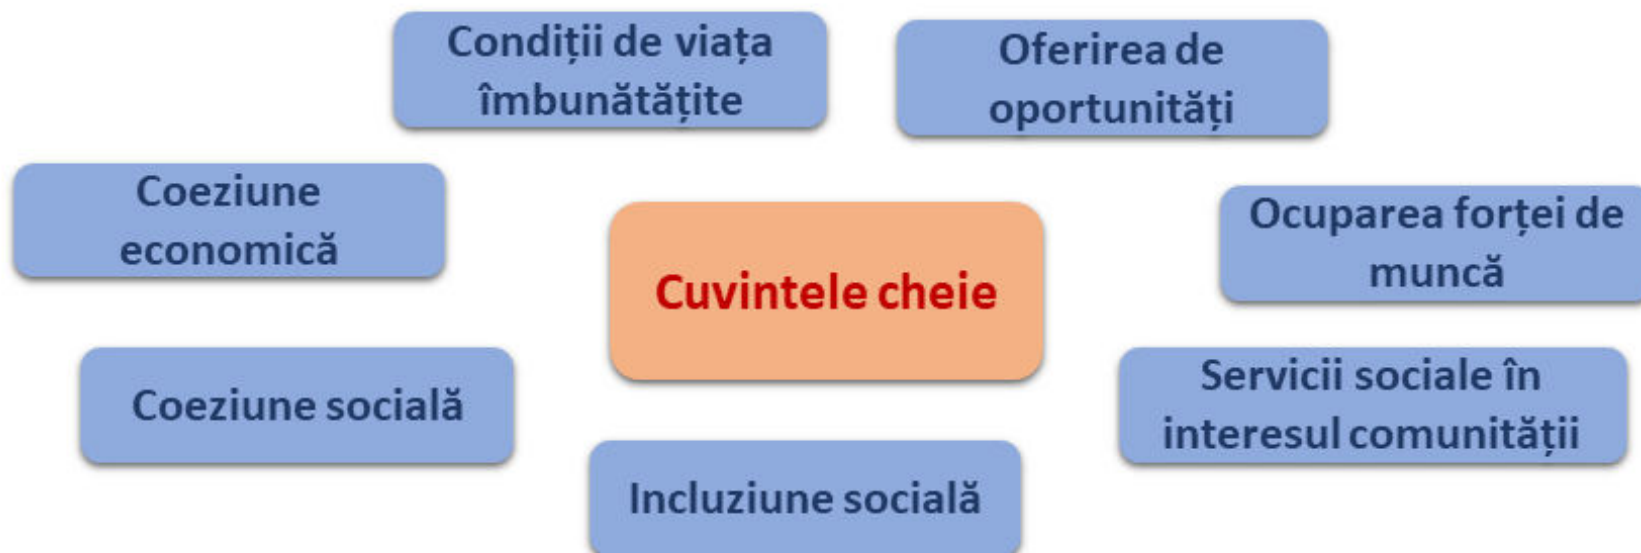 Condiții de viața
îmbunătățite
Oferirea de
oportunități
Coeziune
economică
Cuvintele cheie
Ocuparea forței de
muncă
Coeziune socială
Servicii sociale în
interesul comunității
Incluziune socială